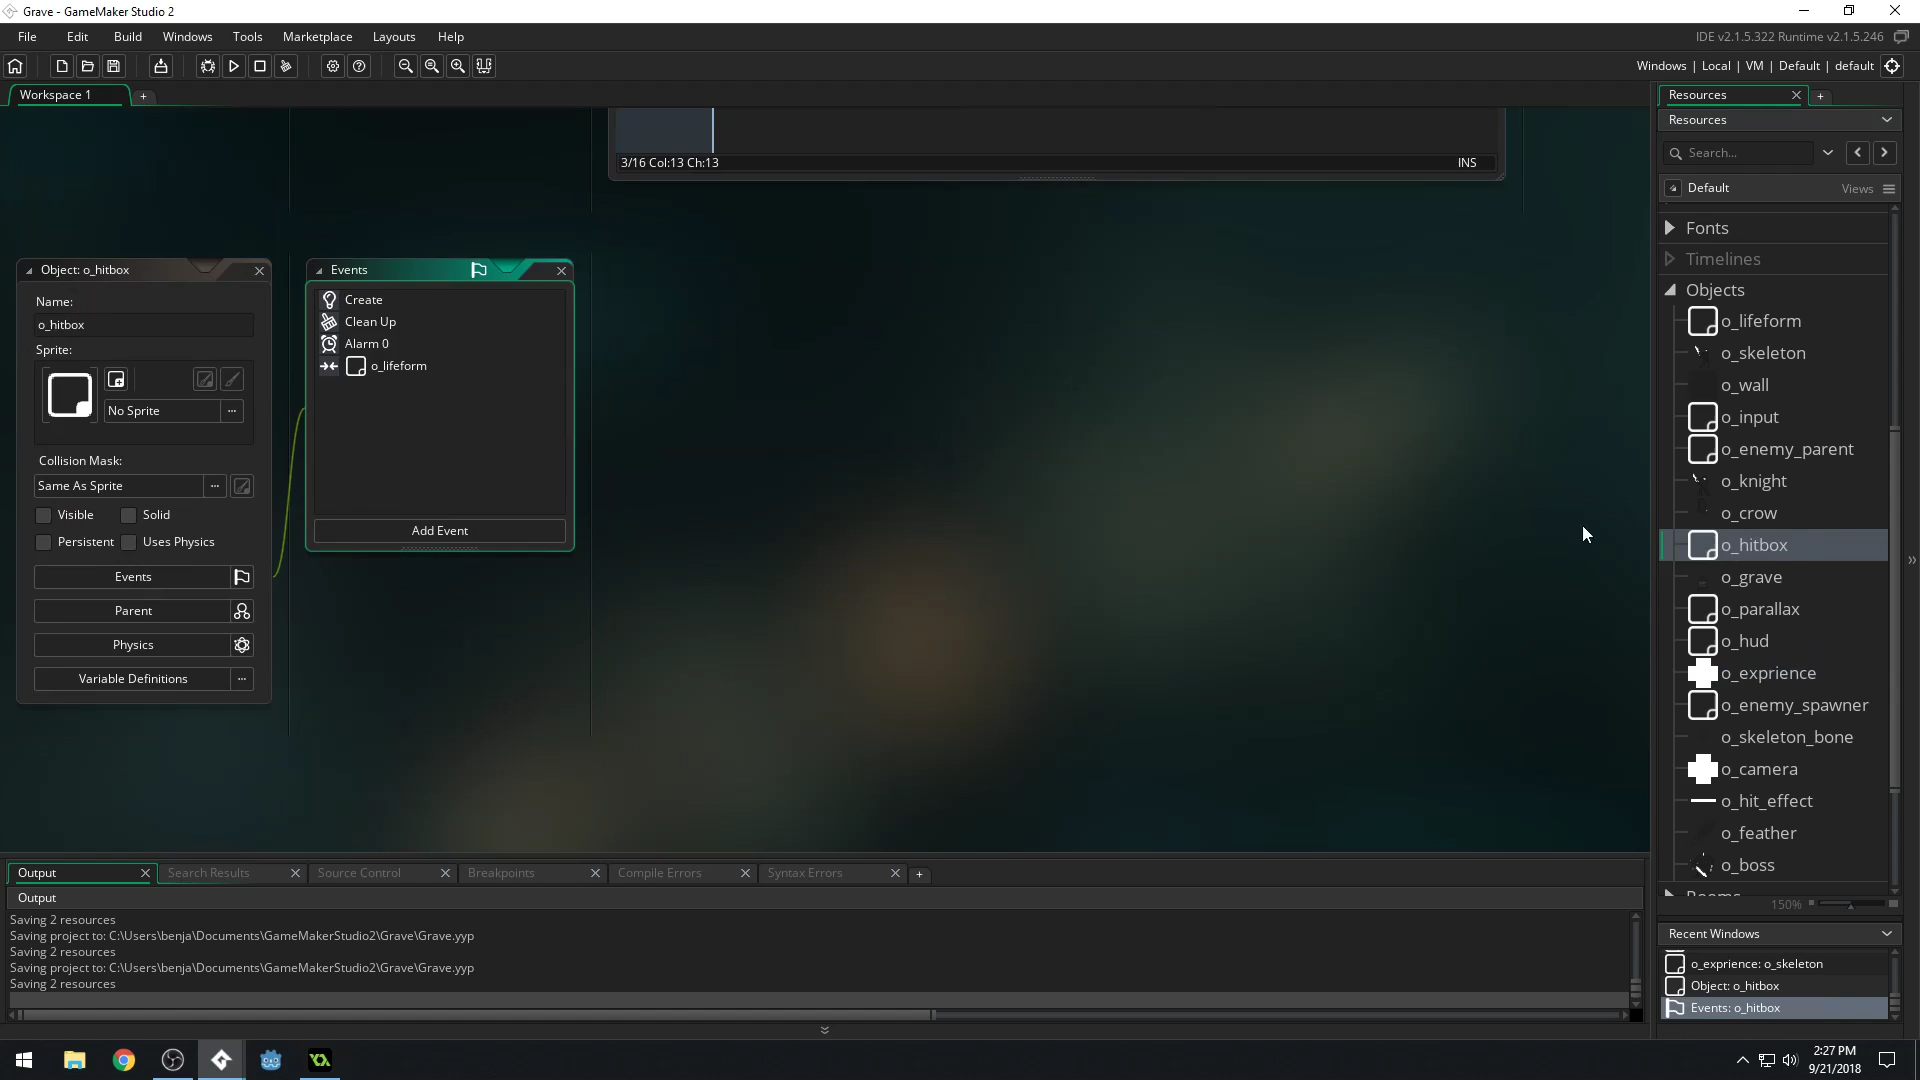 Grave - GameMaker Studio 2
File Edit Build Windows Tools Marketplace Layouts Help
IDE v2.1.5.322 Runtime v2.1.5.246
Windows | Local | VM | Default | default
Workspace 1
+
Resources
+
Resources
Search...
Default
Views
Fonts
Timelines
Objects
o_lifeform
o_skeleton
o_wall
o_input
o_enemy_parent
o_knight
o_crow
o_hitbox
o_grave
o_parallax
o_hud
o_exprience
o_enemy_spawner
o_skeleton_bone
o_camera
o_hit_effect
o_feather
o_boss
150%
Recent Windows
o_exprience: o_skeleton
Object: o_hitbox
Events: o_hitbox
3/16 Col:13 Ch:13
INS
Object: o_hitbox
Name:
o_hitbox
Sprite:
No Sprite
...
Collision Mask:
Same As Sprite
...
Visible
Solid
Persistent
Uses Physics
Events
Parent
Physics
Variable Definitions
...
Events
Create
Clean Up
Alarm 0
o_lifeform
Add Event
Output
Search Results
Source Control
Breakpoints
Compile Errors
Syntax Errors
+
Output
Saving 2 resources
Saving project to: C:\Users\benja\Documents\GameMakerStudio2\Grave\Grave.yyp
Saving 2 resources
Saving project to: C:\Users\benja\Documents\GameMakerStudio2\Grave\Grave.yyp
Saving 2 resources
2:27 PM
9/21/2018